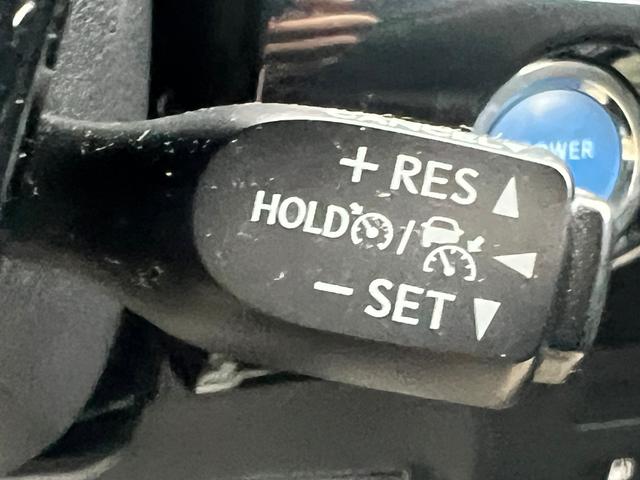 + RES
HOLD /
- SET